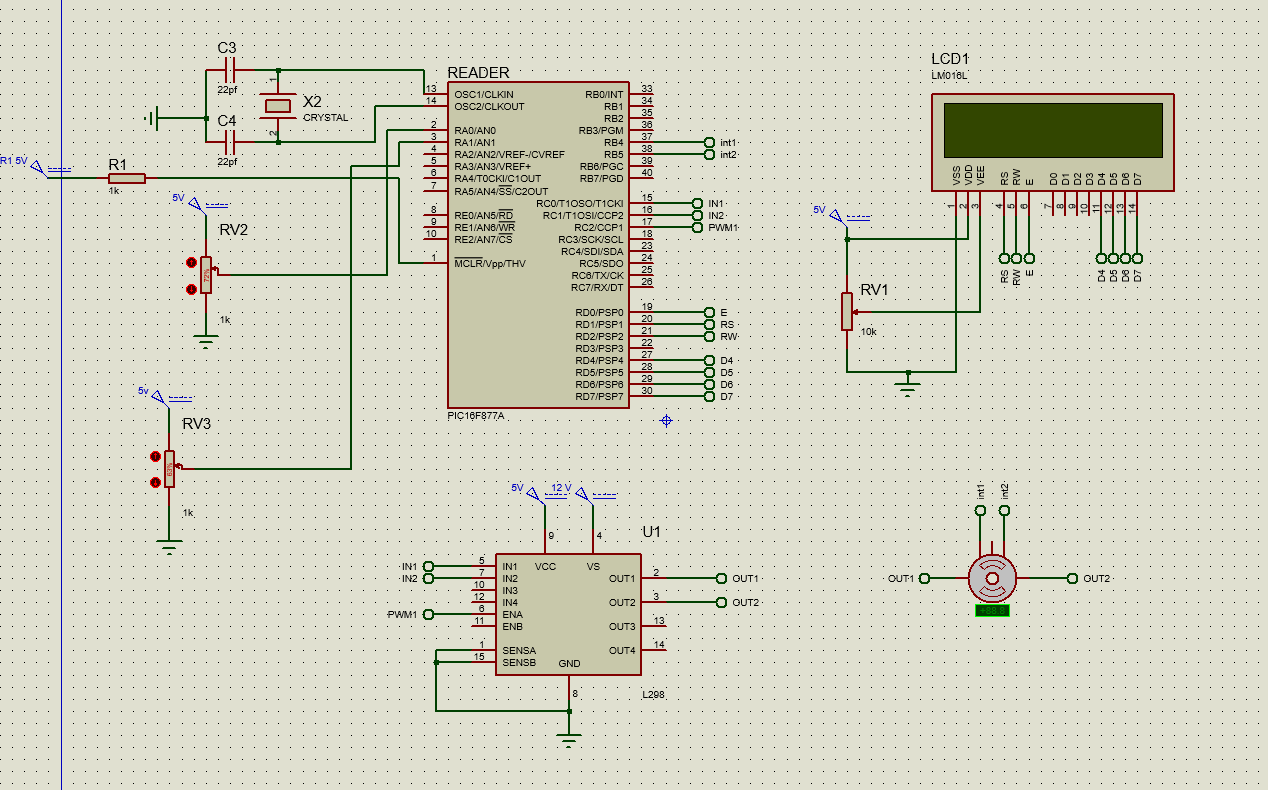 C3
22pf
1
X2
CRYSTAL
2
C4
22pf
R1 5V
R1
1k
5V
RV2
72%
1k
5v
RV3
1k
READER
13 OSC1/CLKIN
14 OSC2/CLKOUT
2 RA0/AN0
3 RA1/AN1
4 RA2/AN2/VREF-/CVREF
5 RA3/AN3/VREF+
6 RA4/T0CKI/C1OUT
7 RA5/AN4/SS/C2OUT
8 RE0/AN5/RD
9 RE1/AN6/WR
10 RE2/AN7/CS
1 MCLR/Vpp/THV
RB0/INT 33
RB1 34
RB2 35
RB3/PGM 36
RB4 37 int1
RB5 38 int2
RB6/PGC 39
RB7/PGD 40
RC0/T1OSO/T1CKI 15 IN1
RC1/T1OSI/CCP2 16 IN2
RC2/CCP1 17 PWM1
RC3/SCK/SCL 18
RC4/SDI/SDA 23
RC5/SDO 24
RC6/TX/CK 25
RC7/RX/DT 26
RD0/PSP0 19 E
RD1/PSP1 20 RS
RD2/PSP2 21 RW
RD3/PSP3 22
RD4/PSP4 27 D4
RD5/PSP5 28 D5
RD6/PSP6 29 D6
RD7/PSP7 30 D7
PIC16F877A
LCD1
LM016L
VSS VDD VEE RS RW E D0 D1 D2 D3 D4 D5 D6 D7
1 2 3 4 5 6 7 8 9 10 11 12 13 14
RS RW E D4 D5 D6 D7
5V
RV1
10k
5V 12 V
9 4
U1
VCC VS
IN1 5 IN1
IN2 7 IN2
10 IN3
12 IN4
PWM1 6 ENA
11 ENB
1 SENSA
15 SENSB
GND
8
OUT1 2 OUT1
OUT2 3 OUT2
OUT3 13
OUT4 14
L298
int1 int2
OUT1 OUT2